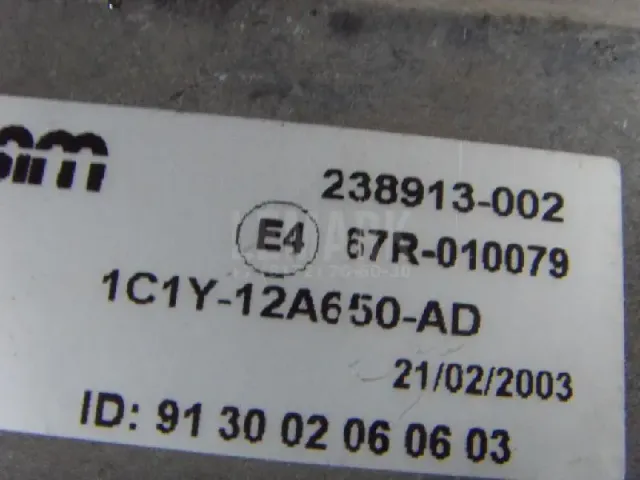 238913-002
E4 67R-010079
1C1Y-12A650-AD
21/02/2003
ID: 91 30 02 06 06 03